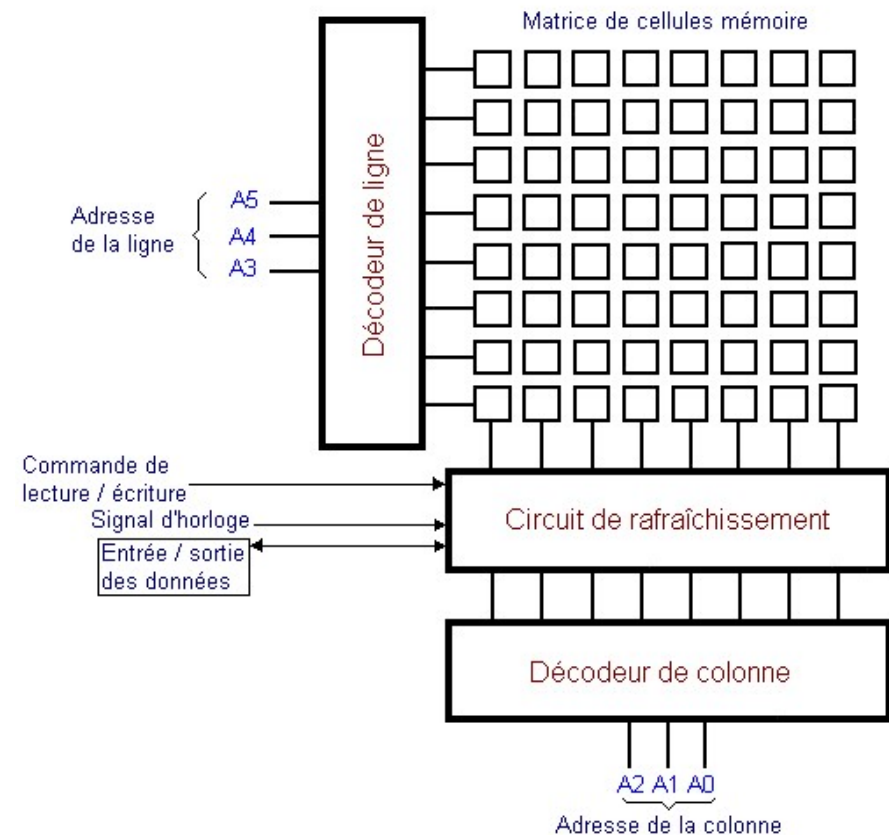 Matrice de cellules mémoire
Décodeur de ligne
Adresse
de la ligne
A5
A4
A3
Commande de
lecture / écriture
Signal d'horloge
Entrée / sortie
des données
Circuit de rafraîchissement
Décodeur de colonne
A2 A1 A0
Adresse de la colonne